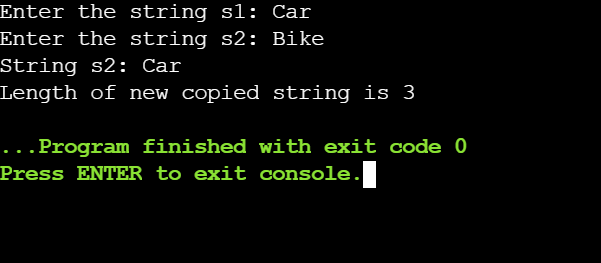 Enter the string s1: Car
Enter the string s2: Bike
String s2: Car
Length of new copied string is 3
...Program finished with exit code 0
Press ENTER to exit console.